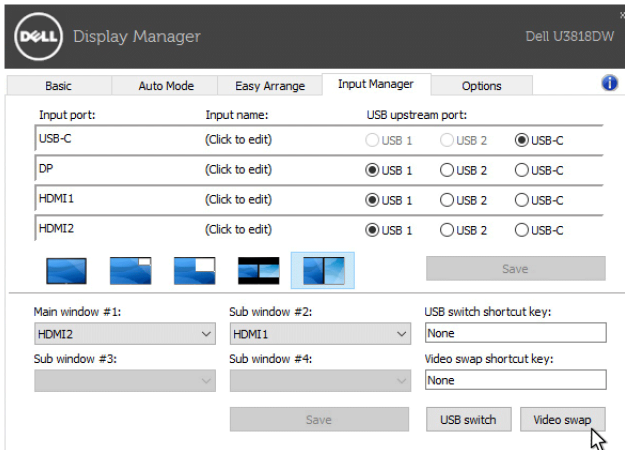 DELL Display Manager Dell U3818DW
Basic Auto Mode Easy Arrange Input Manager Options
Input port: Input name: USB upstream port:
USB-C (Click to edit) USB 1 USB 2 USB-C
DP (Click to edit) USB 1 USB 2 USB-C
HDMI1 (Click to edit) USB 1 USB 2 USB-C
HDMI2 (Click to edit) USB 1 USB 2 USB-C
Save
Main window #1: Sub window #2: USB switch shortcut key:
HDMI2 HDMI1 None
Sub window #3: Sub window #4: Video swap shortcut key:
None
Save USB switch Video swap